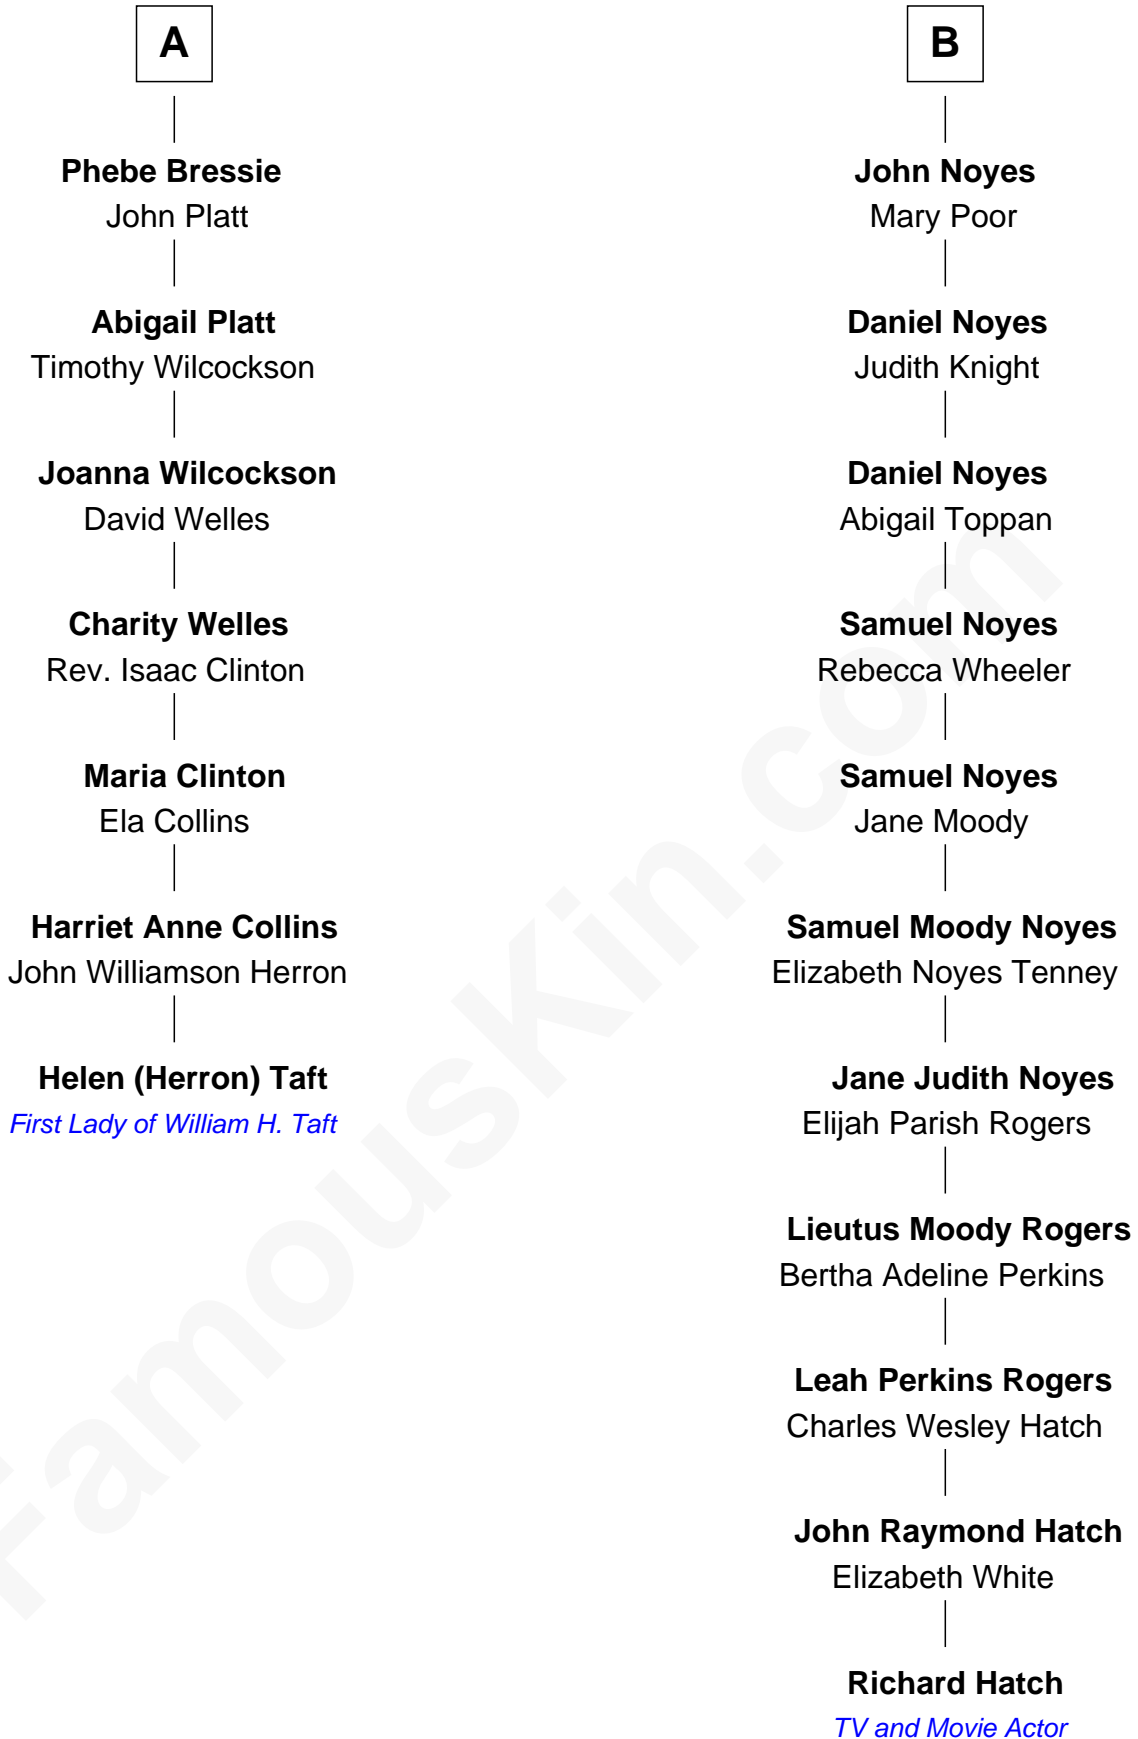 A
Phebe Bressie
John Platt
Abigail Platt
Timothy Wilcockson
Joanna Wilcockson
David Welles
Charity Welles
Rev. Isaac Clinton
Maria Clinton
Ela Collins
Harriet Anne Collins
John Williamson Herron
Helen (Herron) Taft
First Lady of William H. Taft
B
John Noyes
Mary Poor
Daniel Noyes
Judith Knight
Daniel Noyes
Abigail Toppan
Samuel Noyes
Rebecca Wheeler
Samuel Noyes
Jane Moody
Samuel Moody Noyes
Elizabeth Noyes Tenney
Jane Judith Noyes
Elijah Parish Rogers
Lieutus Moody Rogers
Bertha Adeline Perkins
Leah Perkins Rogers
Charles Wesley Hatch
John Raymond Hatch
Elizabeth White
Richard Hatch
TV and Movie Actor
FamousKin.com